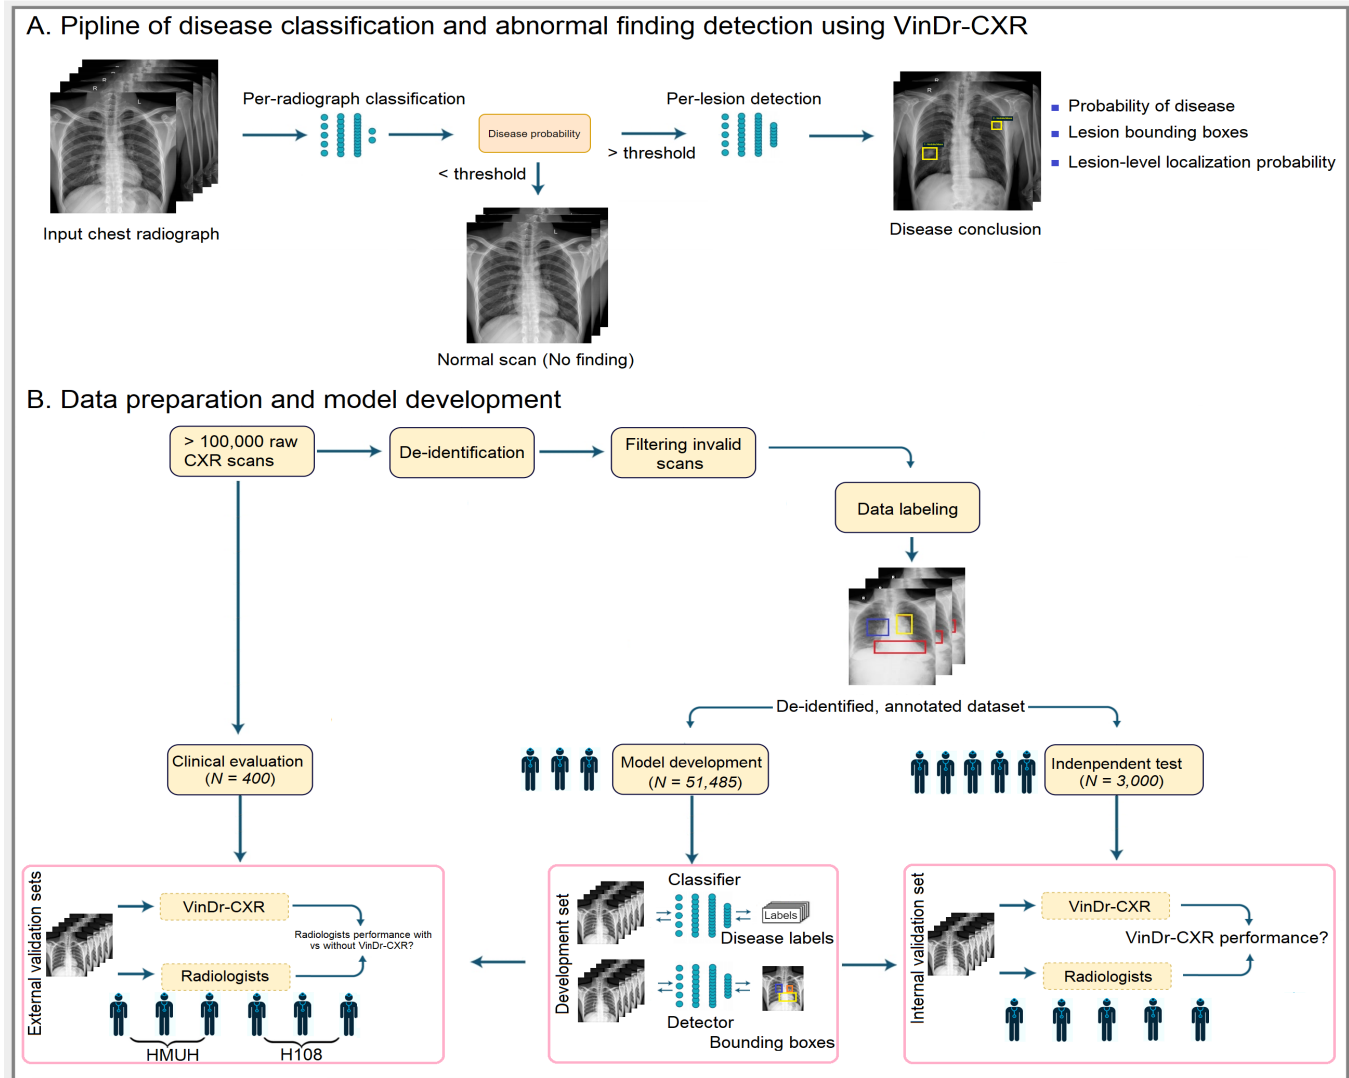 A. Pipline of disease classification and abnormal finding detection using VinDr-CXR
Per-radiograph classification
Per-lesion detection
Disease probability
> threshold
< threshold
Input chest radiograph
Normal scan (No finding)
Disease conclusion
Probability of disease
Lesion bounding boxes
Lesion-level localization probability
B. Data preparation and model development
> 100,000 raw
CXR scans
De-identification
Filtering invalid
scans
Data labeling
De-identified, annotated dataset
Clinical evaluation
(N = 400)
Model development
(N = 51,485)
Indenpendent test
(N = 3,000)
External validation sets
VinDr-CXR
Radiologists performance with
vs without VinDr-CXR?
Radiologists
HMUH
H108
Development set
Classifier
Labels
Disease labels
Detector
Bounding boxes
Internal validation set
VinDr-CXR
VinDr-CXR performance?
Radiologists